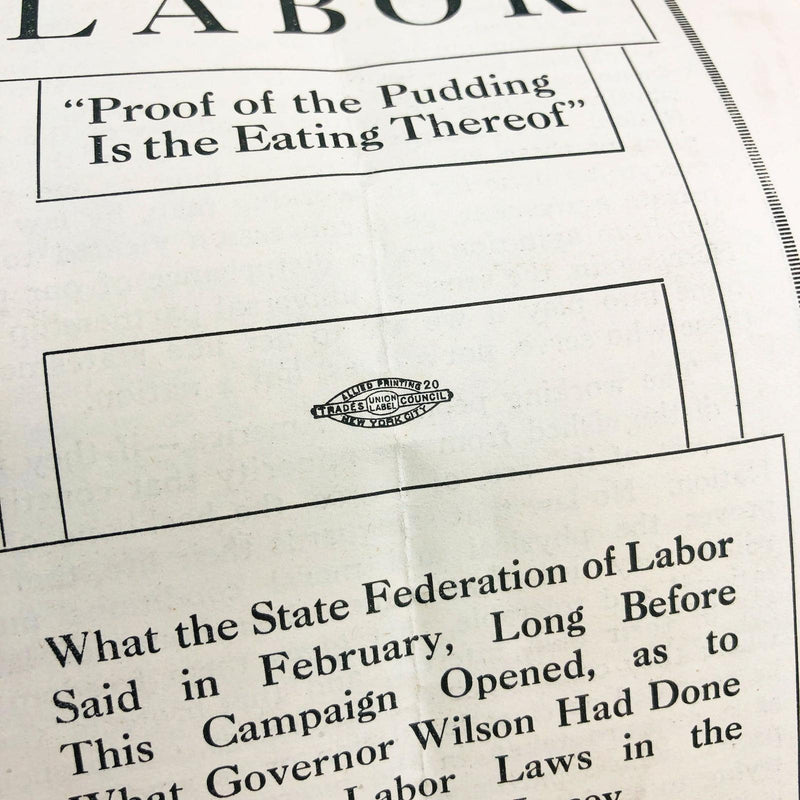 LABOR
“Proof of the Pudding
Is the Eating Thereof”
ALLIED PRINTING 20
TRADES UNION LABEL COUNCIL
NEW YORK CITY
What the State Federation of Labor
Said in February, Long Before
This Campaign Opened, as to
What Governor Wilson Had Done
Labor Laws in the